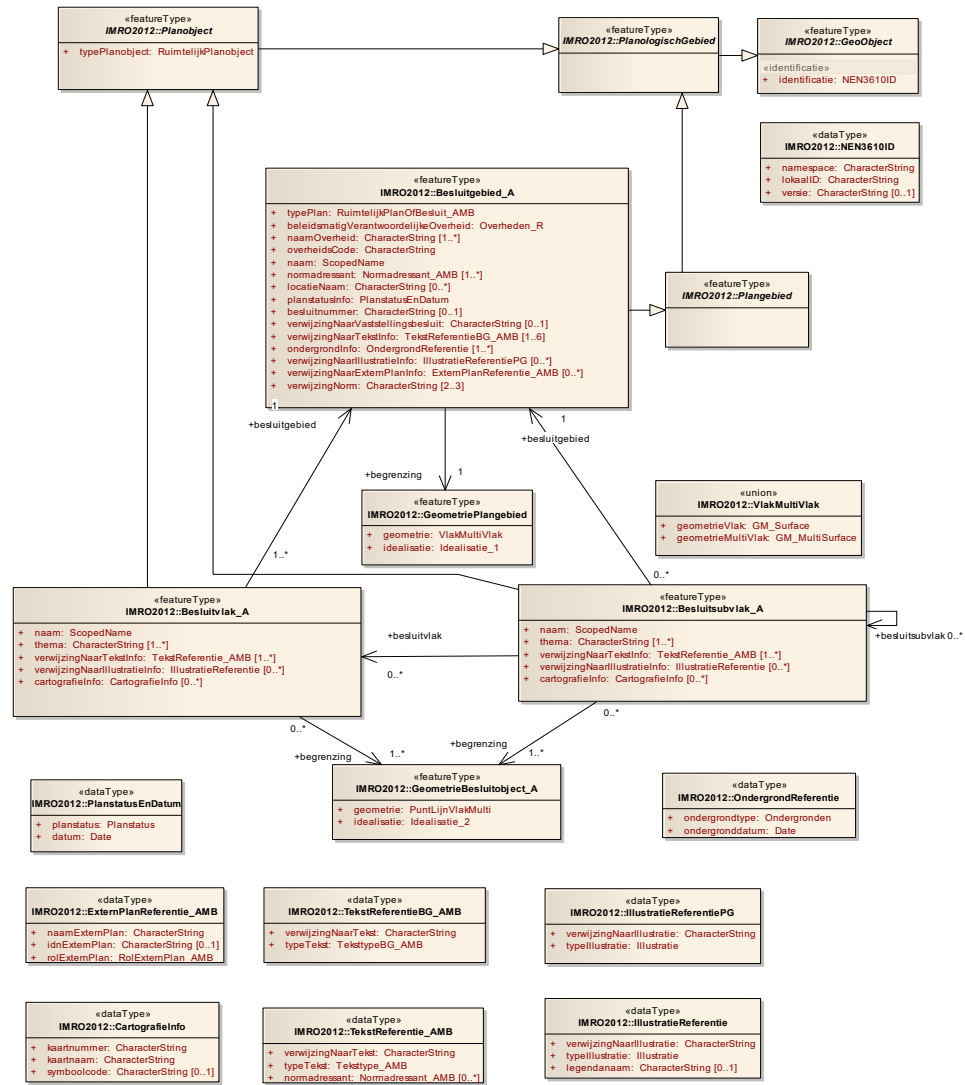 «featureType»
IMRO2012::Planobject
+ typePlanobject: RuimtelijkPlanobject
«featureType»
IMRO2012::PlanologischGebied
«featureType»
IMRO2012::GeoObject
«identificatie»
+ identificatie: NEN3610ID
«dataType»
IMRO2012::NEN3610ID
+ namespace: CharacterString
+ lokaalID: CharacterString
+ versie: CharacterString [0..1]
«featureType»
IMRO2012::Besluitgebied_A
+ typePlan: RuimtelijkPlanOfBesluit_AMB
+ beleidsmatigVerantwoordelijkeOverheid: Overheden_R
+ naamOverheid: CharacterString [1..*]
+ overheidsCode: CharacterString
+ naam: ScopedName
+ normadressant: Normadressant_AMB [1..*]
+ locatieNaam: CharacterString [0..*]
+ planstatusInfo: PlanstatusEnDatum
+ besluitnummer: CharacterString [0..1]
+ verwijzingNaarVaststellingsbesluit: CharacterString [0..1]
+ verwijzingNaarTekstInfo: TekstReferentieBG_AMB [1..6]
+ ondergrondInfo: OndergrondReferentie [1..*]
+ verwijzingNaarIllustratieInfo: IllustratieReferentiePG [0..*]
+ verwijzingNaarExternPlanInfo: ExternPlanReferentie_AMB [0..*]
+ verwijzingNorm: CharacterString [2..3]
«featureType»
IMRO2012::Plangebied
1
+besluitgebied
1
+besluitgebied
+begrenzing
1
«featureType»
IMRO2012::GeometriePlangebied
+ geometrie: VlakMultiVlak
+ idealisatie: Idealisatie_1
«union»
IMRO2012::VlakMultiVlak
+ geometrieVlak: GM_Surface
+ geometrieMultiVlak: GM_MultiSurface
1..*
0..*
«featureType»
IMRO2012::Besluitvlak_A
+ naam: ScopedName
+ thema: CharacterString [1..*]
+ verwijzingNaarTekstInfo: TekstReferentie_AMB [1..*]
+ verwijzingNaarIllustratieInfo: IllustratieReferentie [0..*]
+ cartografieInfo: CartografieInfo [0..*]
+besluitvlak
0..*
«featureType»
IMRO2012::Besluitsubvlak_A
+ naam: ScopedName
+ thema: CharacterString [1..*]
+ verwijzingNaarTekstInfo: TekstReferentie_AMB [1..*]
+ verwijzingNaarIllustratieInfo: IllustratieReferentie [0..*]
+ cartografieInfo: CartografieInfo [0..*]
+besluitsubvlak 0..*
0..*
+begrenzing
1..*
0..*
+begrenzing
1..*
«featureType»
IMRO2012::GeometrieBesluitobject_A
+ geometrie: PuntLijnVlakMulti
+ idealisatie: Idealisatie_2
«dataType»
IMRO2012::PlanstatusEnDatum
+ planstatus: Planstatus
+ datum: Date
«dataType»
IMRO2012::OndergrondReferentie
+ ondergrondtype: Ondergronden
+ ondergronddatum: Date
«dataType»
IMRO2012::ExternPlanReferentie_AMB
+ naamExternPlan: CharacterString
+ idnExternPlan: CharacterString [0..1]
+ rolExternPlan: RolExternPlan_AMB
«dataType»
IMRO2012::TekstReferentieBG_AMB
+ verwijzingNaarTekst: CharacterString
+ typeTekst: TeksttypeBG_AMB
«dataType»
IMRO2012::IllustratieReferentiePG
+ verwijzingNaarIllustratie: CharacterString
+ typeIllustratie: Illustratie
«dataType»
IMRO2012::CartografieInfo
+ kaartnummer: CharacterString
+ kaartnaam: CharacterString
+ symboolcode: CharacterString [0..1]
«dataType»
IMRO2012::TekstReferentie_AMB
+ verwijzingNaarTekst: CharacterString
+ typeTekst: Teksttype_AMB
+ normadressant: Normadressant_AMB [0..*]
«dataType»
IMRO2012::IllustratieReferentie
+ verwijzingNaarIllustratie: CharacterString
+ typeIllustratie: Illustratie
+ legendanaam: CharacterString [0..1]